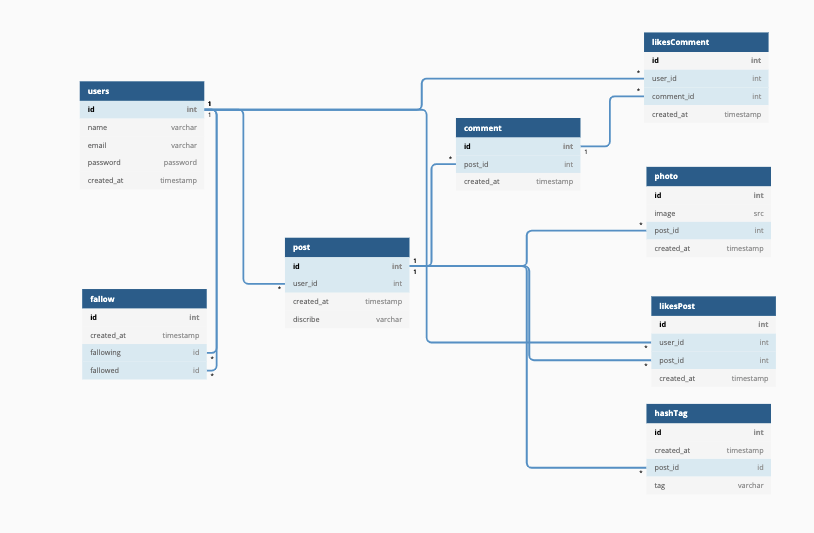 users
id int
name varchar
email varchar
password password
created_at timestamp
1
1
fallow
id int
created_at timestamp
fallowing id
*
fallowed id
*
post
id int
1
user_id int
*
1
created_at timestamp
discribe varchar
comment
id int
1
*
post_id int
created_at timestamp
likesComment
id int
*
user_id int
*
comment_id int
created_at timestamp
photo
id int
image src
*
post_id int
created_at timestamp
likesPost
id int
user_id int
*
post_id int
*
created_at timestamp
hashTag
id int
created_at timestamp
post_id id
*
tag varchar